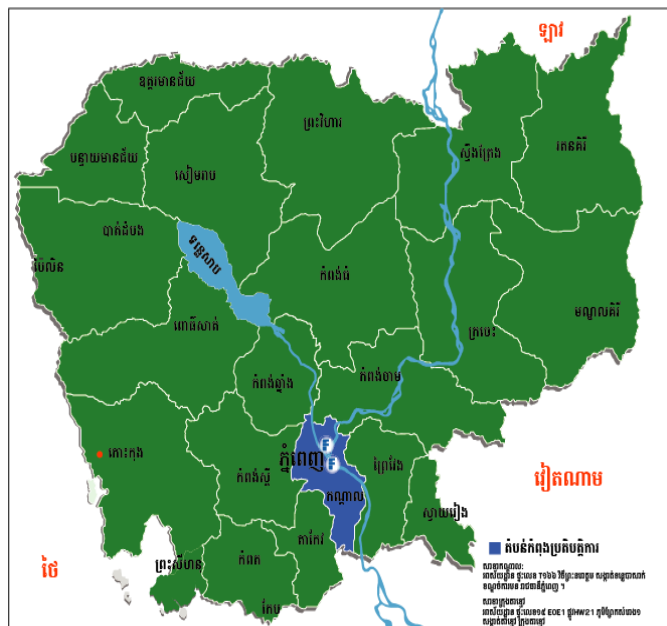 ឡាវ
ឧត្តរមានជ័យ
ព្រះវិហារ
ស្ទឹងត្រែង
រតនគិរី
បន្ទាយមានជ័យ
សៀមរាប
បាត់ដំបង
ទន្លេសាប
ប៉ៃលិន
កំពង់ធំ
មណ្ឌលគិរី
ពោធិ៍សាត់
ក្រចេះ
កំពង់ឆ្នាំង
កំពង់ចាម
កោះកុង
ភ្នំពេញ
F
F
ព្រៃវែង
កំពង់ស្ពឺ
កណ្តាល
ស្វាយរៀង
វៀតណាម
តាកែវ
ថៃ
ព្រះសីហនុ
កំពត
កែប
តំបន់កំពុងប្រតិបត្តិការ
សាខាកណ្តាល: